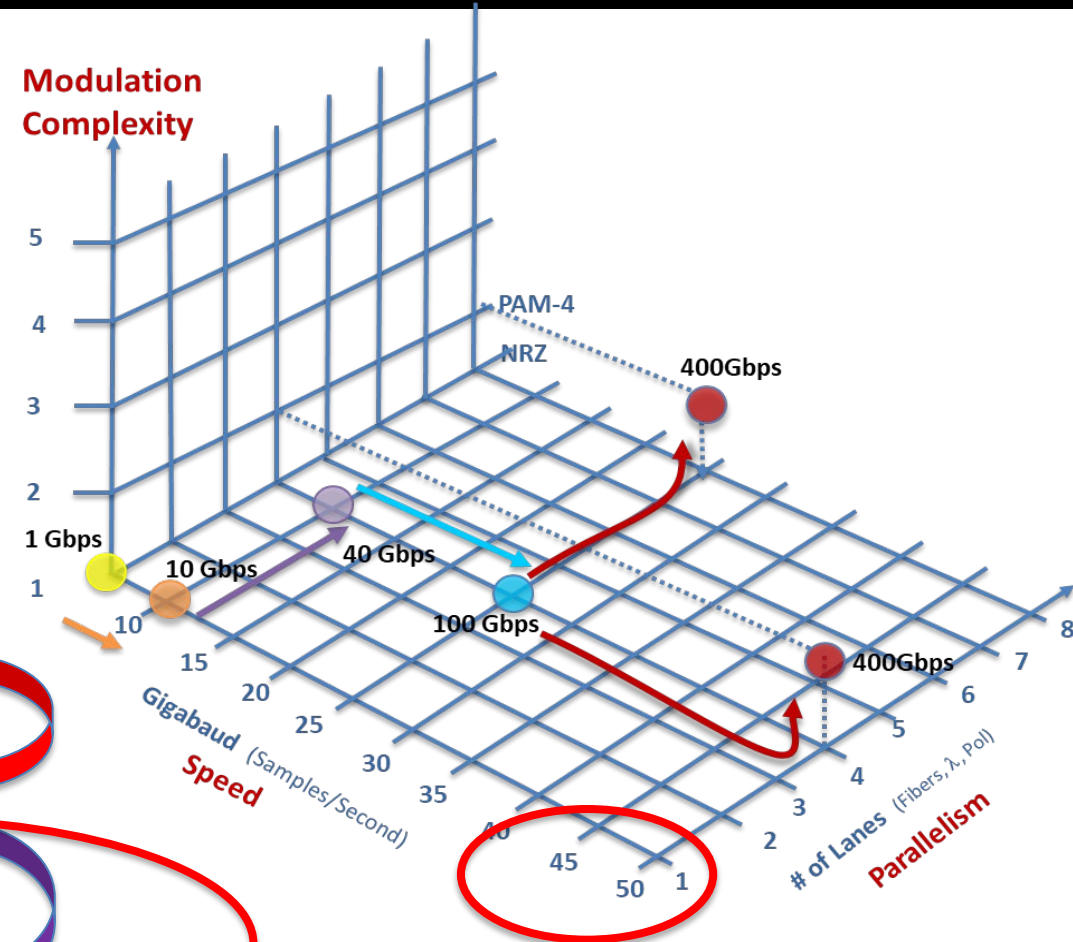 Modulation
Complexity
5
4
3
2
1
PAM-4
NRZ
400Gbps
1 Gbps
10 Gbps
40 Gbps
100 Gbps
400Gbps
10
15
20
25
30
35
40
45
50
Gigabaud (Samples/Second)
Speed
1
2
3
4
5
6
7
8
# of Lanes (Fibers, λ, Pol)
Parallelism